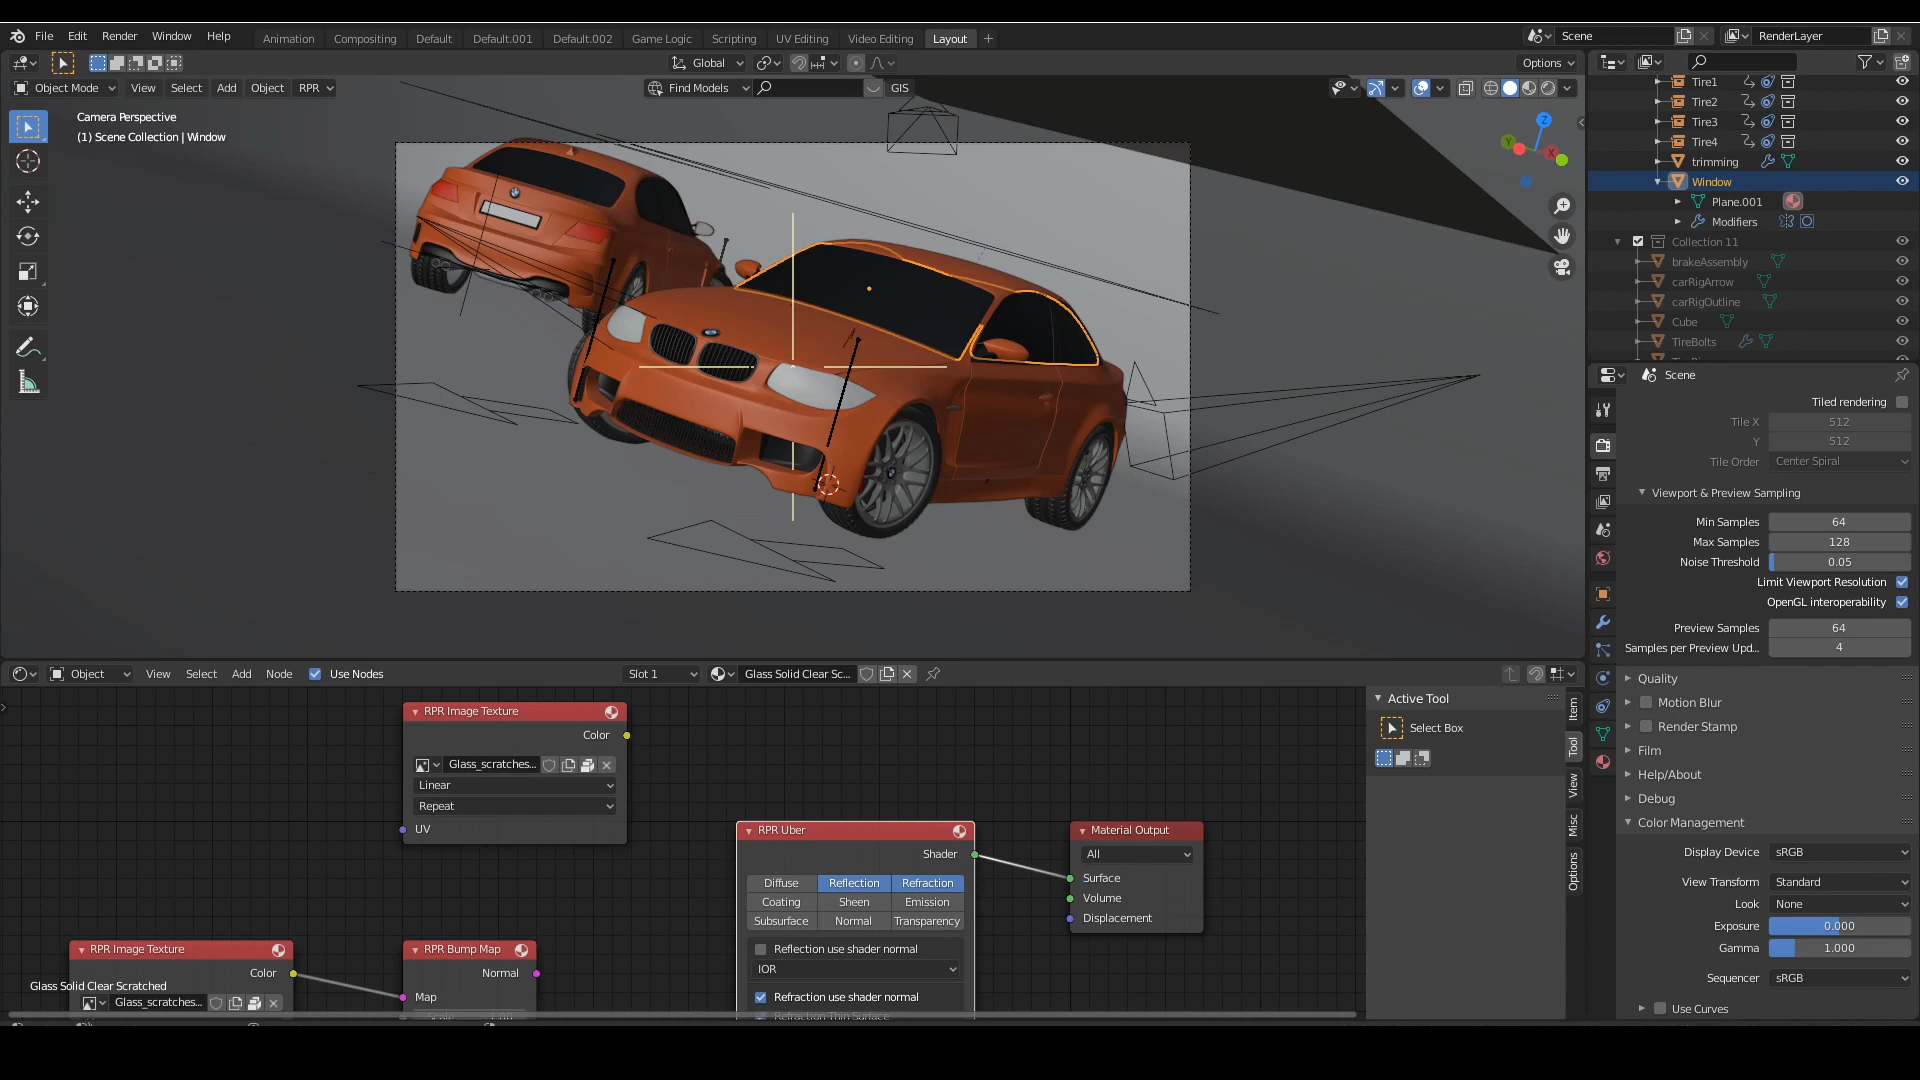 File Edit Render Window Help
Animation Compositing Default Default.001 Default.002 Game Logic Scripting UV Editing Video Editing Layout +
Scene
RenderLayer
Global
Options
Object Mode View Select Add Object RPR
Find Models
GIS
Camera Perspective
(1) Scene Collection | Window
Z
Y
X
Tire1
Tire2
Tire3
Tire4
trimming
Window
Plane.001
Modifiers
Collection 11
brakeAssembly
carRigArrow
carRigOutline
Cube
TireBolts
Scene
Tiled rendering
Tile X 512
Y 512
Tile Order Center Spiral
Viewport & Preview Sampling
Min Samples 64
Max Samples 128
Noise Threshold 0.05
Limit Viewport Resolution
OpenGL interoperability
Preview Samples 64
Samples per Preview Upd... 4
Quality
Motion Blur
Render Stamp
Film
Help/About
Debug
Color Management
Display Device sRGB
View Transform Standard
Look None
Exposure 0.000
Gamma 1.000
Sequencer sRGB
Use Curves
Object View Select Add Node Use Nodes
Slot 1
Glass Solid Clear Sc...
RPR Image Texture
Color
Glass_scratches...
Linear
Repeat
UV
RPR Image Texture
Color
Glass Solid Clear Scratched
Glass_scratches...
RPR Bump Map
Normal
Map
RPR Uber
Shader
Diffuse Reflection Refraction
Coating Sheen Emission
Subsurface Normal Transparency
Reflection use shader normal
IOR
Refraction use shader normal
Refraction Thin Surface
Material Output
All
Surface
Volume
Displacement
Active Tool
Select Box
Item
Tool
View
Misc
Options